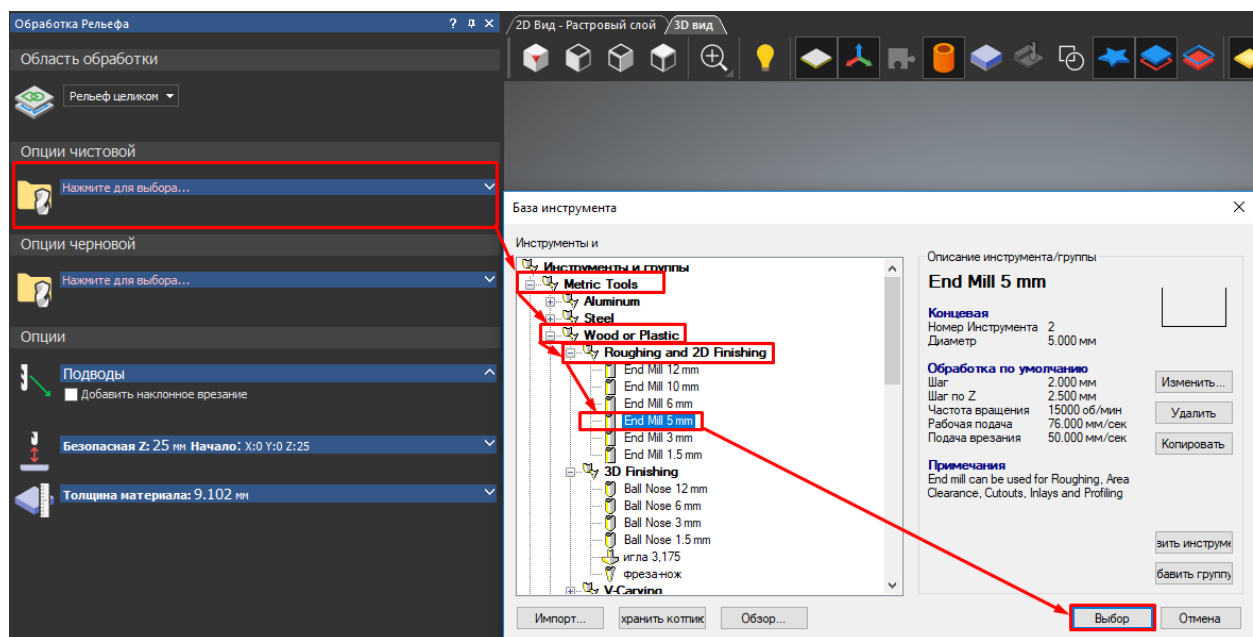 Обработка Рельефа
Область обработки
Рельеф целиком
Опции чистовой
Нажмите для выбора...
Опции черновой
Нажмите для выбора...
Опции
Подводы
Добавить наклонное врезание
Безопасная Z: 25 мм Начало: X:0 Y:0 Z:25
Толщина материала: 9.102 мм
2D Вид - Растровый слой
3D вид
База инструмента
Инструменты и
Инструменты и группы
Metric Tools
Aluminum
Steel
Wood or Plastic
Roughing and 2D Finishing
End Mill 12 mm
End Mill 10 mm
End Mill 6 mm
End Mill 5 mm
End Mill 3 mm
End Mill 1.5 mm
3D Finishing
Ball Nose 12 mm
Ball Nose 6 mm
Ball Nose 3 mm
Ball Nose 1.5 mm
игла 3,175
фреза-нож
V-Carving
Импорт...
хранить котпик
Обзор...
Описание инструмента/группы
End Mill 5 mm
Концевая
Номер Инструмента 2
Диаметр 5.000 мм
Обработка по умолчанию
Шаг 2.000 мм
Шаг по Z 2.500 мм
Частота вращения 15000 об/мин
Рабочая подача 76.000 мм/сек
Подача врезания 50.000 мм/сек
Примечания
End mill can be used for Roughing, Area
Clearance, Cutouts, Inlays and Profiling
Изменить...
Удалить
Копировать
зить инструме
бавить группу
Выбор
Отмена